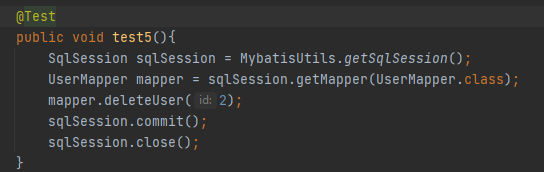 @Test
public void test5(){
    SqlSession sqlSession = MybatisUtils.getSqlSession();
    UserMapper mapper = sqlSession.getMapper(UserMapper.class);
    mapper.deleteUser( id: 2);
    sqlSession.commit();
    sqlSession.close();
}